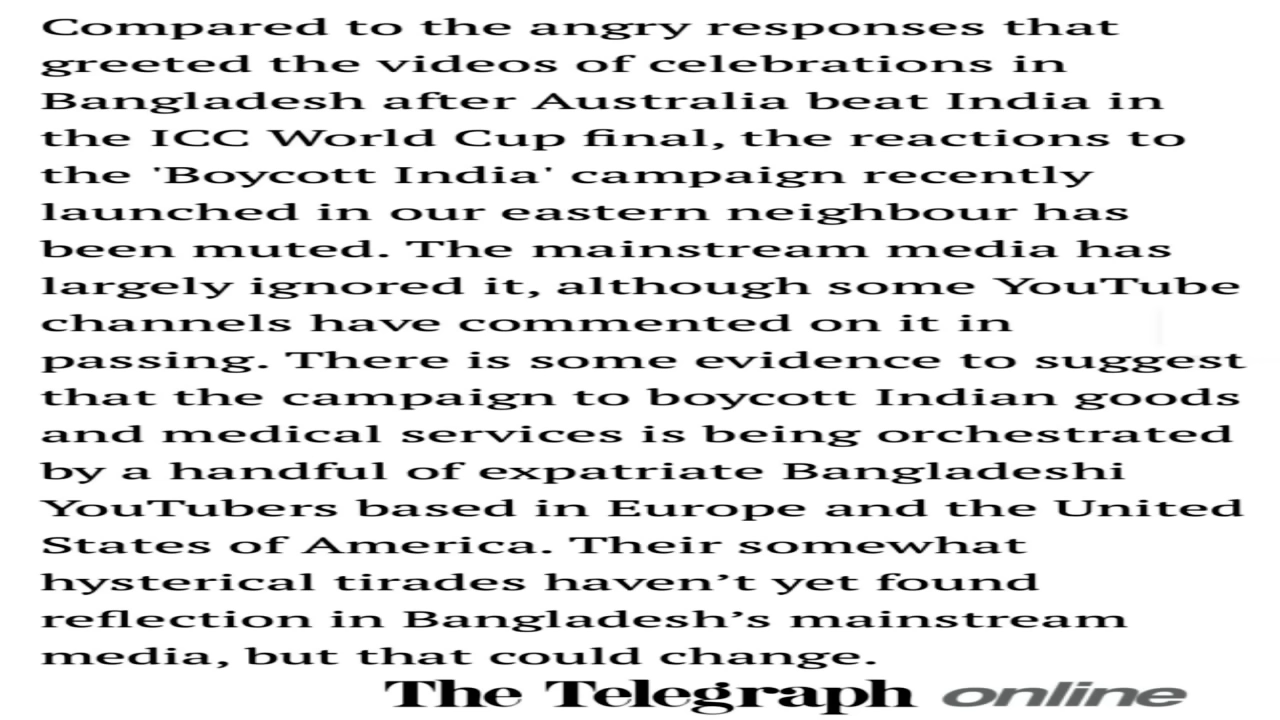 Compared to the angry responses that
greeted the videos of celebrations in
Bangladesh after Australia beat India in
the ICC World Cup final, the reactions to
the 'Boycott India' campaign recently
launched in our eastern neighbour has
been muted. The mainstream media has
largely ignored it, although some YouTube
channels have commented on it in
passing. There is some evidence to suggest
that the campaign to boycott Indian goods
and medical services is being orchestrated
by a handful of expatriate Bangladeshi
YouTubers based in Europe and the United
States of America. Their somewhat
hysterical tirades haven’t yet found
reflection in Bangladesh’s mainstream
media, but that could change.
The Telegraph online